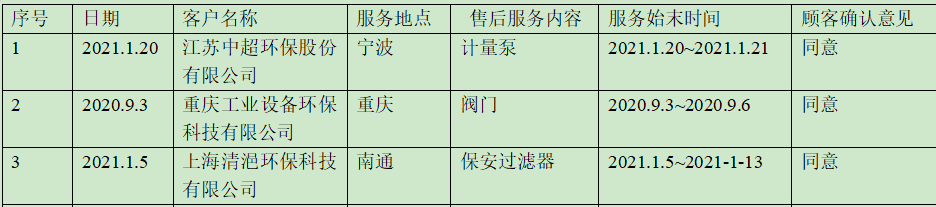 序号 日期 客户名称 服务地点 售后服务内容 服务始末时间 顾客确认意见
1 2021.1.20 江苏中超环保股份有限公司 宁波 计量泵 2021.1.20~2021.1.21 同意
2 2020.9.3 重庆工业设备环保科技有限公司 重庆 阀门 2020.9.3~2020.9.6 同意
3 2021.1.5 上海清浥环保科技有限公司 南通 保安过滤器 2021.1.5~2021-1-13 同意